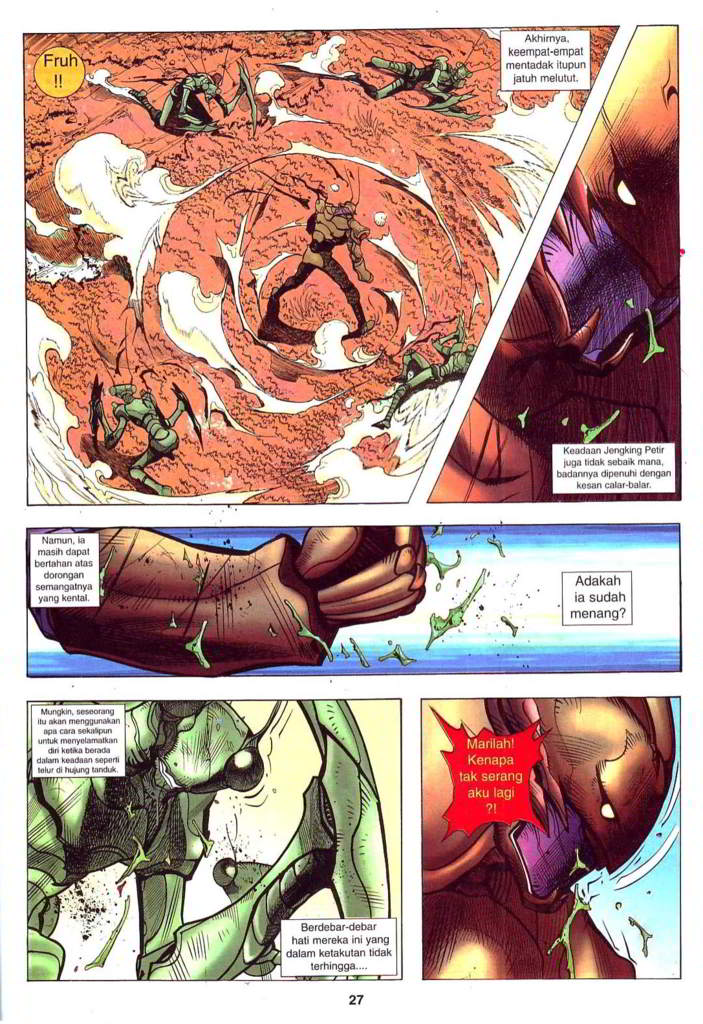 Fruh
!!
Akhirnya,
keempat-empat
mentadak itupun
jatuh melutut.
Keadaan Jengking Petir
juga tidak sebaik mana,
badannya dipenuhi dengan
kesan calar-balar.
Namun, ia
masih dapat
bertahan atas
dorongan
semangatnya
yang kental.
Adakah
ia sudah
menang?
Mungkin, seseorang
itu akan menggunakan
apa cara sekalipun
untuk menyelamatkan
diri ketika berada
dalam keadaan seperti
telur di hujung tanduk.
Berdebar-debar
hati mereka ini yang
dalam ketakutan tidak
terhingga....
Marilah!
Kenapa
tak serang
aku lagi
?!
27